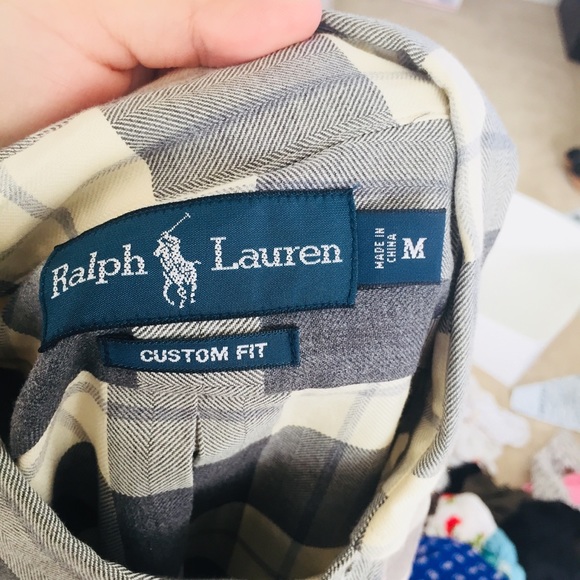 Ralph Lauren
MADE IN
CHINA
M
CUSTOM FIT